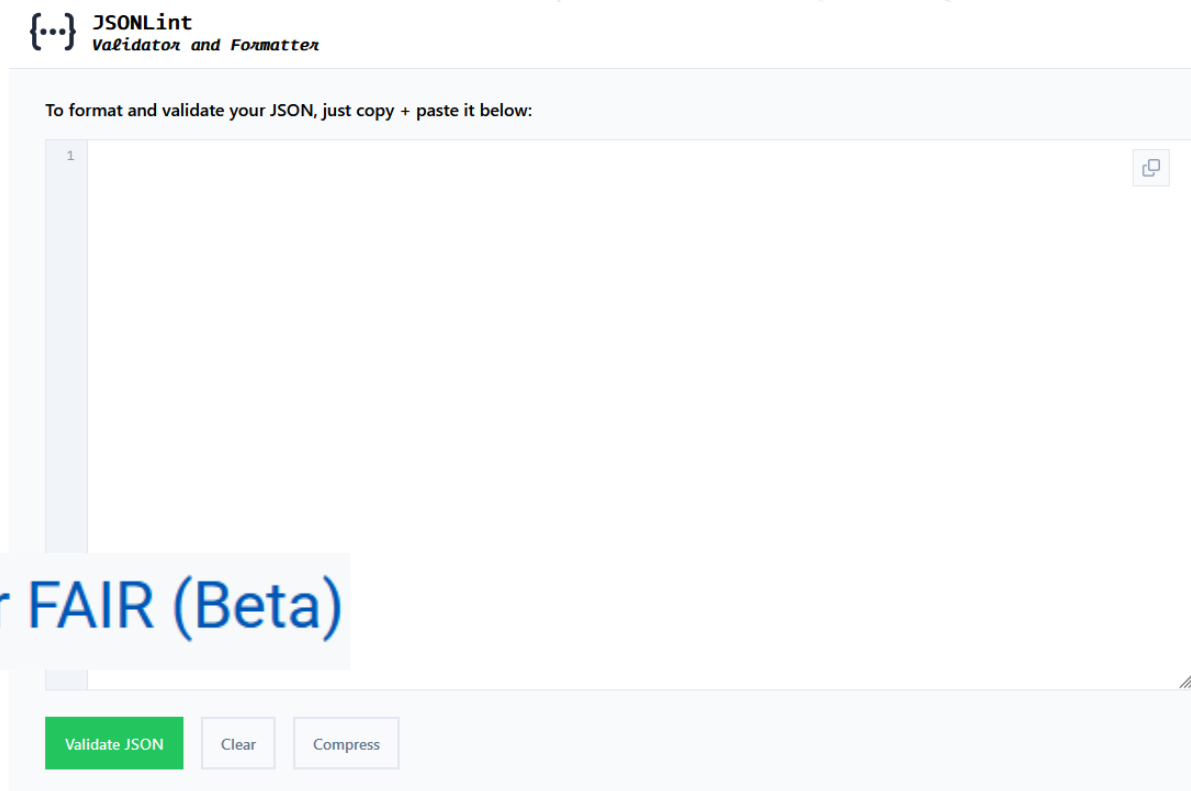 JSONLint
Validator and Formatter
To format and validate your JSON, just copy + paste it below:
1
FAIR (Beta)
Validate JSON
Clear
Compress